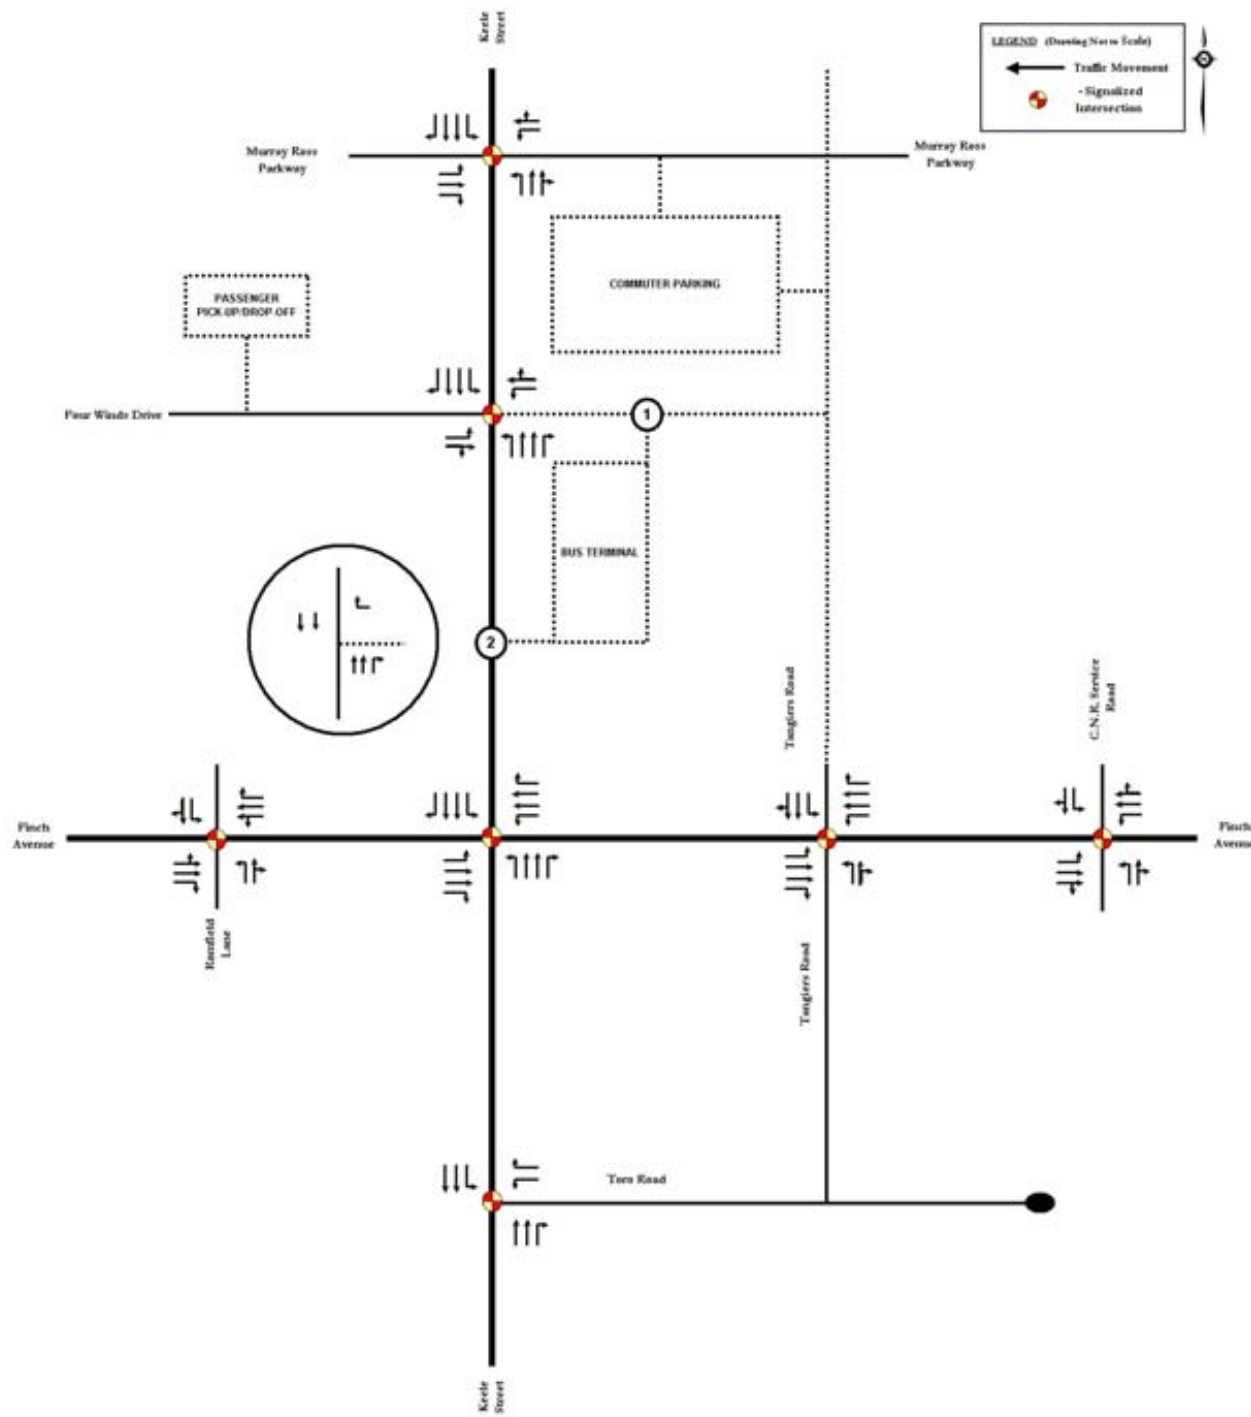 Keele
Street
LEGEND (Drawing Not to Scale)
Traffic Movement
- Signalized
Intersection
Murray Ross
Parkway
Murray Ross
Parkway
COMMUTER PARKING
PASSENGER
PICK-UP/DROP OFF
Four Winds Drive
1
BUS TERMINAL
2
Tangiers Road
C.N.R. Service
Road
Finch
Avenue
Finch
Avenue
Lane
Tangiers Road
Toro Road
Keele
Street